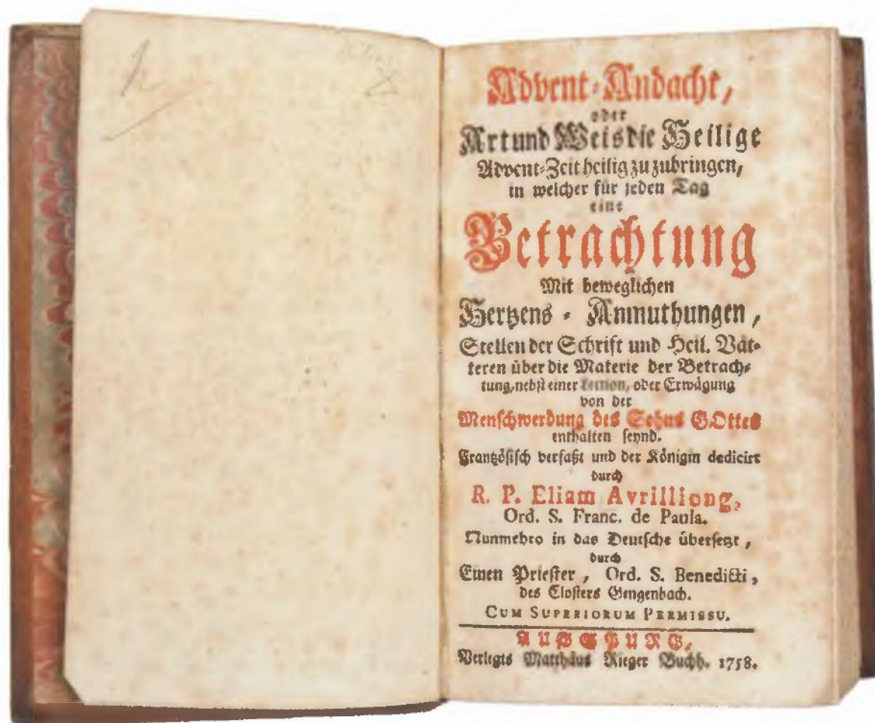 Advent-Andacht,
oder
Art und Weis die Heilige
Advent-Zeit heilig zu zubringen,
in welcher für jeden Tag
eine
Betrachtung
Mit beweglichen
Hertzens - Anmuthungen,
Stellen der Schrift und Heil. Vät-
teren über die Materie der Betrach-
tung, nebst einer Lection, oder Erwägung
von der
Menschwerdung des Sohns GOttes
enthalten seynd.
Frantzösisch verfaßt und der Königin dedicirt
durch
R. P. Eliam Avrilliong,
Ord. S. Franc. de Paula.
Nunmehro in das Deutsche übersetzt,
durch
Einen Priester, Ord. S. Benedicti,
des Closters Gengenbach.
CUM SUPERIORUM PERMISSU.
AUGSPURG,
Verlegts Matthäus Rieger Buchh. 1758.